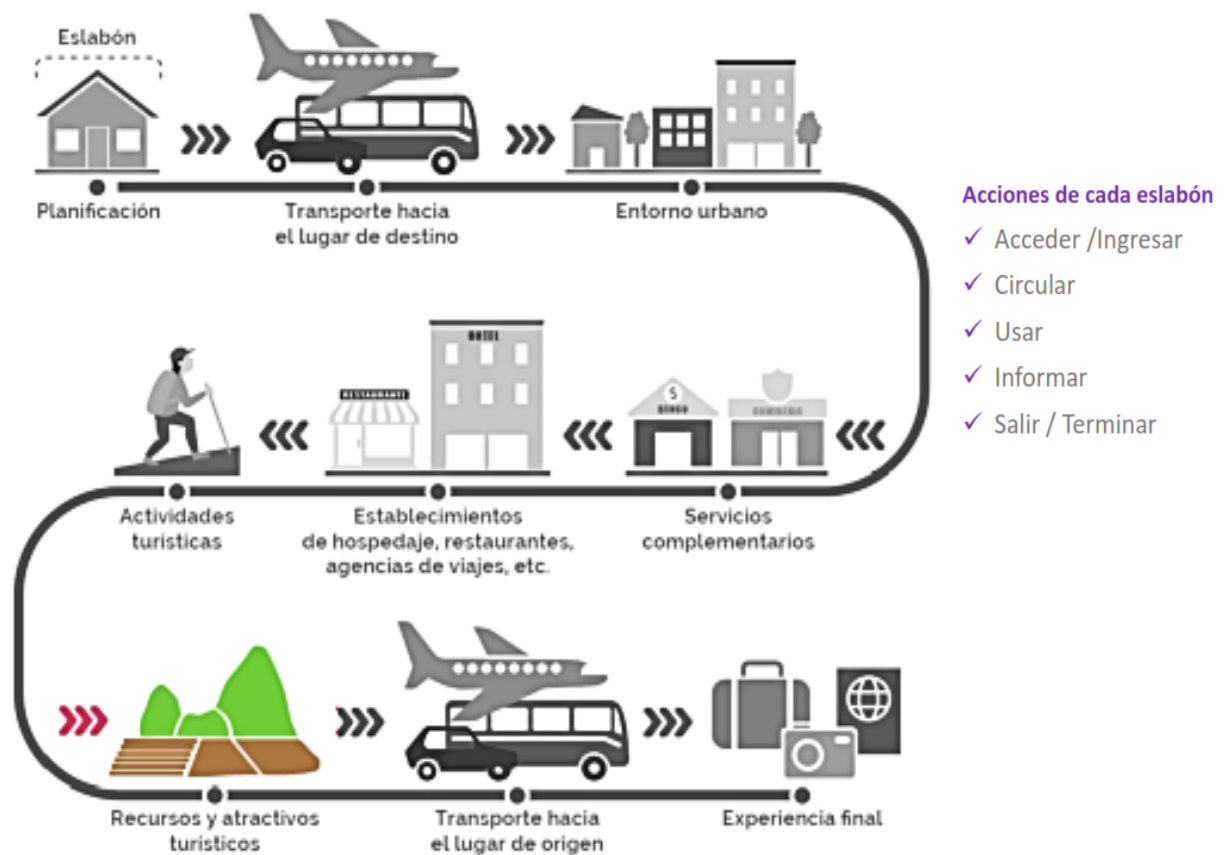 Eslabón
Planificación
Transporte hacia
el lugar de destino
Entorno urbano
Acciones de cada eslabón
Acceder /Ingresar
Circular
Usar
Informar
Salir / Terminar
RESTAURANTE
HOTEL
$
BANCO
Actividades
turísticas
Establecimientos
de hospedaje, restaurantes,
agencias de viajes, etc.
Servicios
complementarios
Recursos y atractivos
turísticos
Transporte hacia
el lugar de origen
Experiencia final